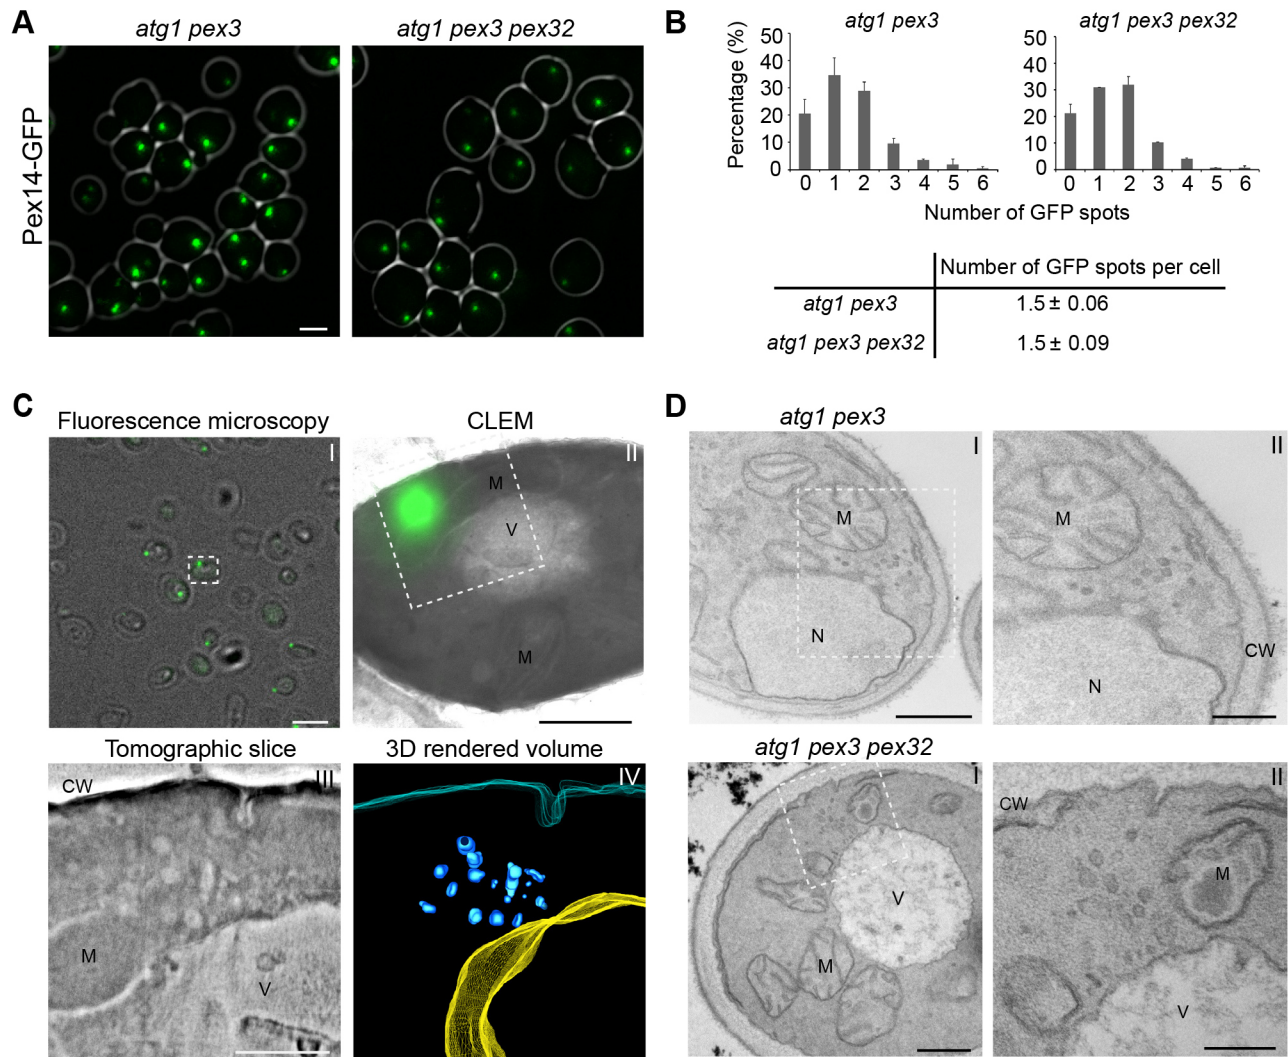 A
atg1 pex3
atg1 pex3 pex32
Pex14-GFP
B
atg1 pex3
atg1 pex3 pex32
Percentage (%)
50
40
30
20
10
0
0 1 2 3 4 5 6
50
40
30
20
10
0
0 1 2 3 4 5 6
Number of GFP spots
Number of GFP spots per cell
atg1 pex3 1.5 ± 0.06
atg1 pex3 pex32 1.5 ± 0.09
C
Fluorescence microscopy
I
CLEM
II
M
V
M
Tomographic slice
III
CW
M
V
3D rendered volume
IV
D
atg1 pex3
I
M
N
II
M
N
CW
atg1 pex3 pex32
I
V
M
II
CW
M
V